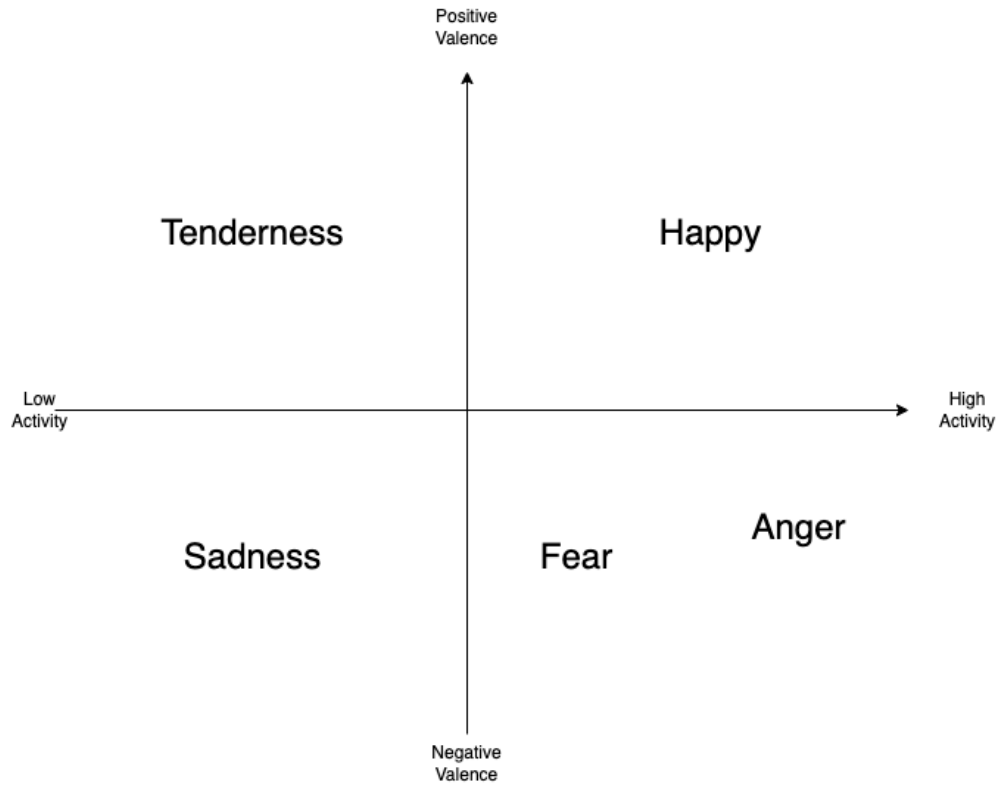 Positive
Valence
Tenderness
Happy
Low
Activity
High
Activity
Sadness
Fear
Anger
Negative
Valence